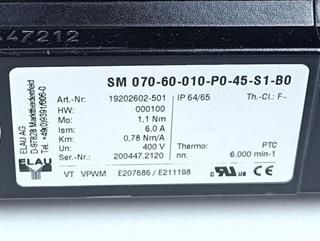 447212
SM 070-60-010-P0-45-S1-B0
Art.-Nr. 19202602-501 IP 64/65 Th.-Cl.: F~
HW: 000100
Mo: 1,1 Nm
Ism: 6,0 A
Km: 0,78 Nm/A
Un: 400 V Thermo: PTC
Ser.-Nr. 200447.2120 nn: 6.000 min-1
VT VPWM E207686 / E211198
ELAU AG
D-97828 Marktheidenfeld
Tel. +49(0)9391/606-0
ELAU